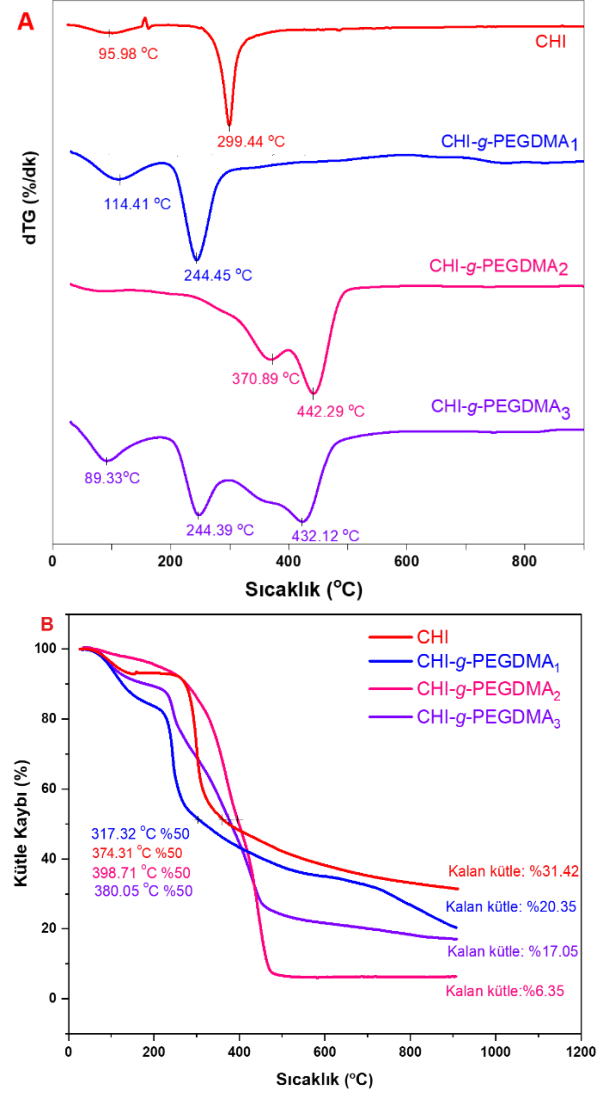 A
CHI
95.98 °C
299.44 °C
CHI-g-PEGDMA₁
114.41 °C
244.45 °C
CHI-g-PEGDMA₂
370.89 °C
442.29 °C
CHI-g-PEGDMA₃
89.33°C
244.39 °C
432.12 °C
dTG (%/dk)
0 200 400 600 800
Sıcaklık (°C)
B
CHI
CHI-g-PEGDMA₁
CHI-g-PEGDMA₂
CHI-g-PEGDMA₃
100
80
60
40
20
0
Kütle Kaybı (%)
317.32 °C %50
374.31 °C %50
398.71 °C %50
380.05 °C %50
Kalan kütle: %31.42
Kalan kütle: %20.35
Kalan kütle: %17.05
Kalan kütle:%6.35
0 200 400 600 800 1000 1200
Sıcaklık (°C)